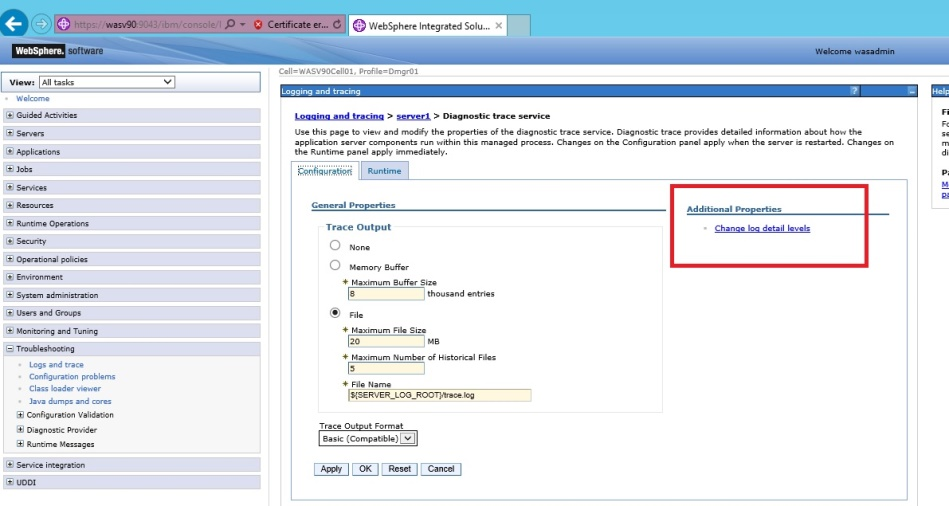 https://wasv90:9043/ibm/console/l
Certificate er...
WebSphere Integrated Solu...
WebSphere. software
Welcome wasadmin
View: All tasks
Welcome
Guided Activities
Servers
Applications
Jobs
Services
Resources
Runtime Operations
Security
Operational policies
Environment
System administration
Users and Groups
Monitoring and Tuning
Troubleshooting
Logs and trace
Configuration problems
Class loader viewer
Java dumps and cores
Configuration Validation
Diagnostic Provider
Runtime Messages
Service integration
UDDI
Cell=WASV90Cell01, Profile=Dmgr01
Logging and tracing
Logging and tracing > server1 > Diagnostic trace service
Use this page to view and modify the properties of the diagnostic trace service. Diagnostic trace provides detailed information about how the
application server components run within this managed process. Changes on the Configuration panel apply when the server is restarted. Changes on
the Runtime panel apply immediately.
Configuration Runtime
General Properties
Trace Output
None
Memory Buffer
Maximum Buffer Size
8 thousand entries
File
Maximum File Size
20 MB
Maximum Number of Historical Files
5
File Name
$(SERVER_LOG_ROOT)/trace.log
Trace Output Format
Basic (Compatible)
Apply OK Reset Cancel
Additional Properties
Change log detail levels
Help